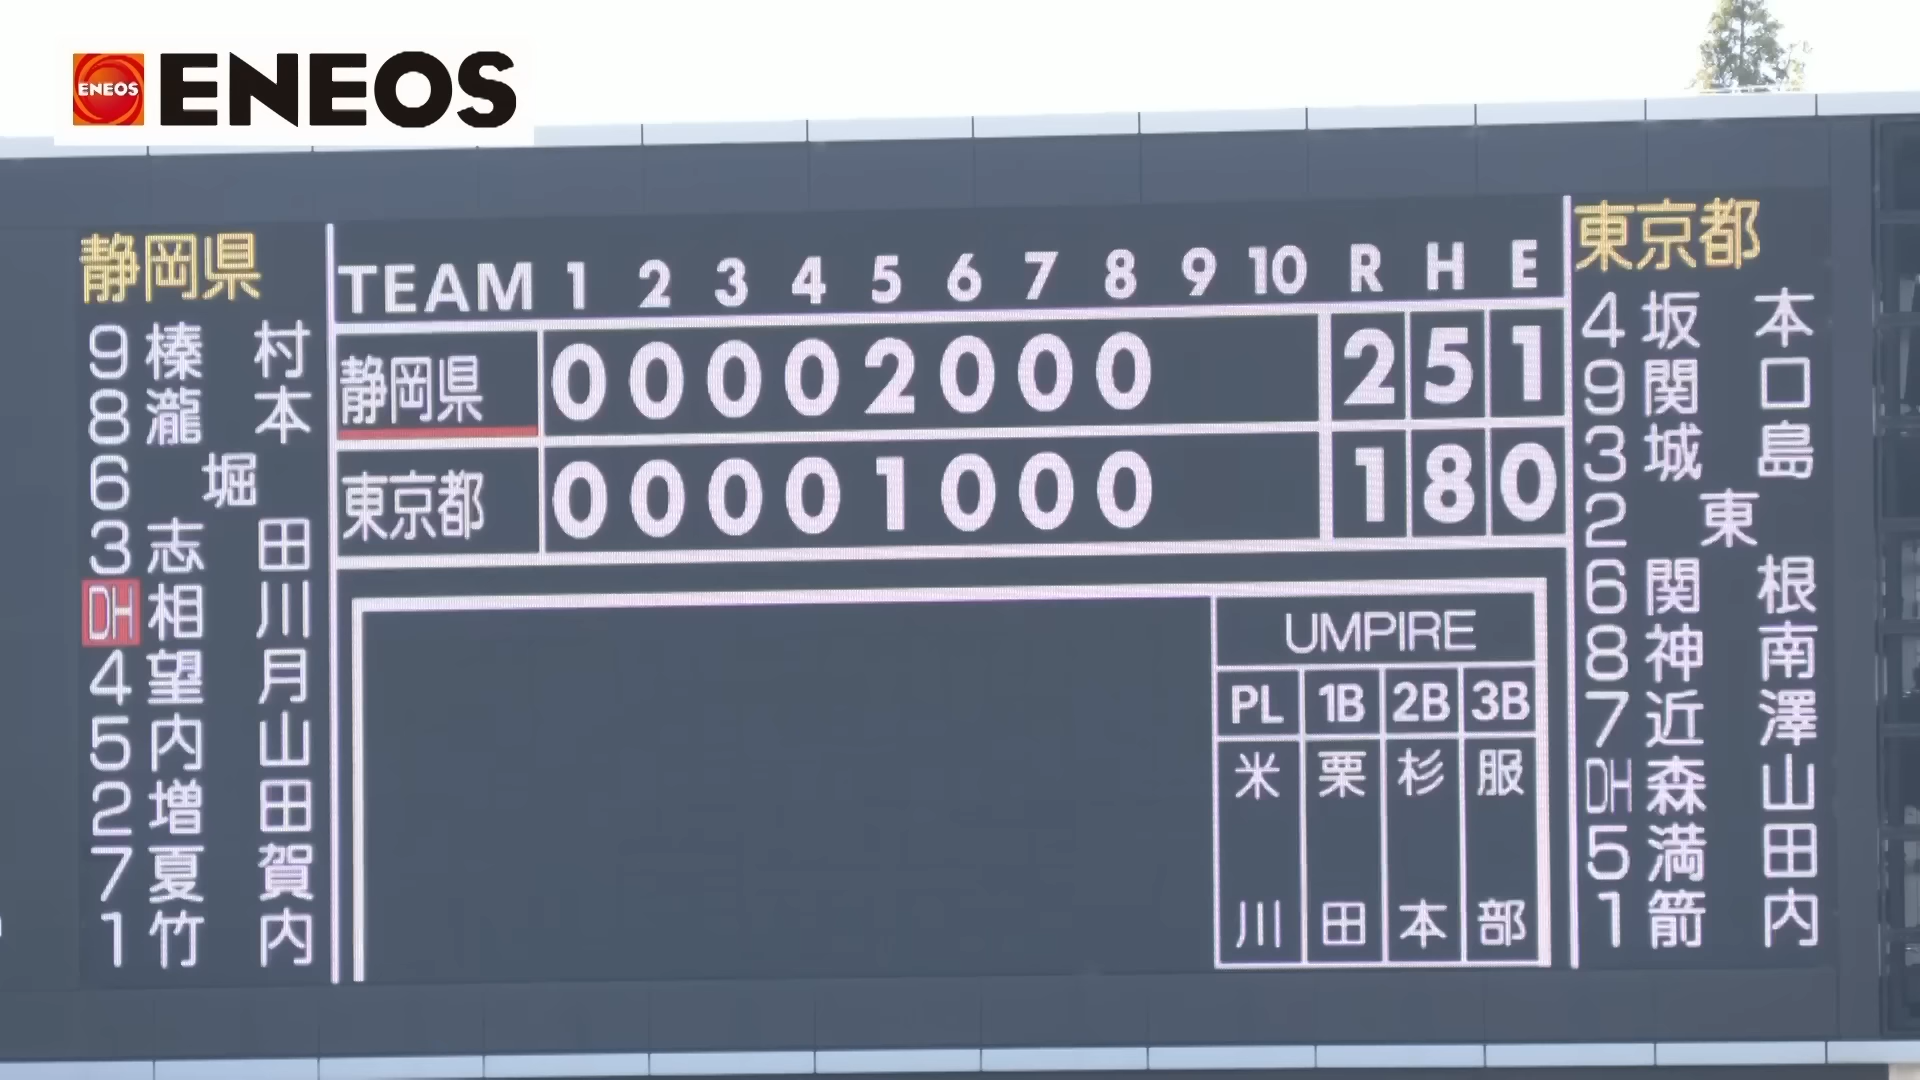 ENEOS ENEOS
静岡県
9 榛村
8 瀧本
6 堀
3 志田
DH 相川
4 望月
5 内山
2 増田
7 夏賀
1 竹内
TEAM 1 2 3 4 5 6 7 8 9 10 R H E
静岡県 0 0 0 0 2 0 0 0 2 5 1
東京都 0 0 0 0 1 0 0 0 1 8 0
UMPIRE
PL 1B 2B 3B
米川 栗田 杉本 服部
東京都
4 坂本
9 関口
3 城島
2 東
6 関根
8 神南
7 近澤
DH 森山
5 満田
1 箭内